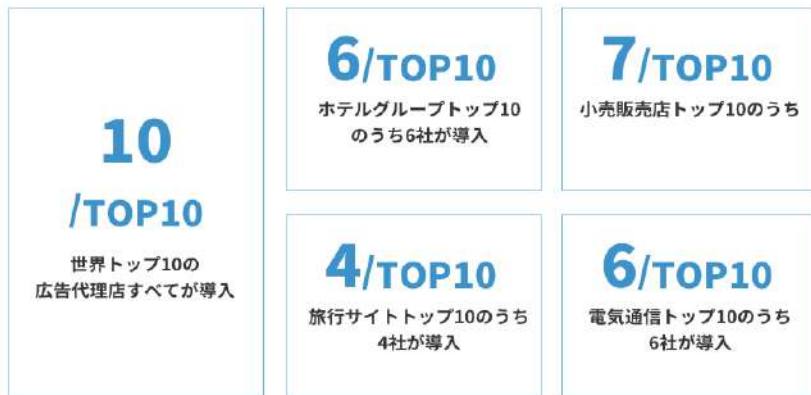 10
/TOP10
世界トップ10の
広告代理店すべてが導入
6/TOP10
ホテルグループトップ10
のうち6社が導入
7/TOP10
小売販売店トップ10のうち
4/TOP10
旅行サイトトップ10のうち
4社が導入
6/TOP10
電気通信トップ10のうち
6社が導入